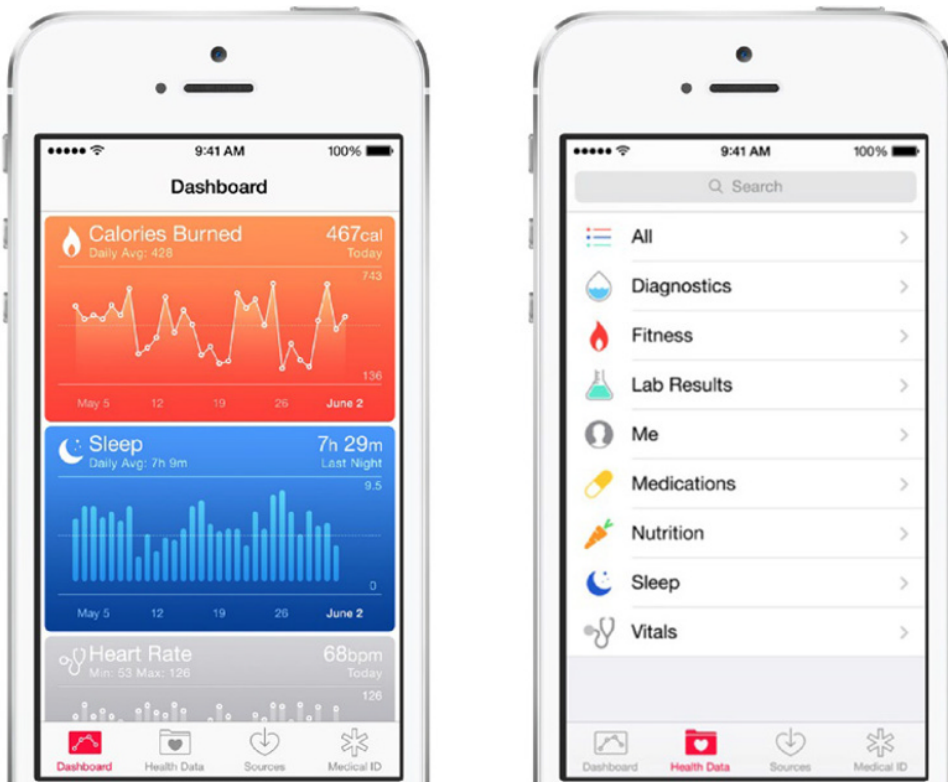 9:41 AM 100%
Dashboard
Calories Burned 467cal
Daily Avg: 428 Today
743
136
May 5 12 19 26 June 2
Sleep 7h 29m
Daily Avg: 7h 9m Last Night
9.5
0
May 5 12 19 26 June 2
Heart Rate 68bpm
Min: 53 Max: 126 Today
126
Dashboard Health Data Sources Medical ID
9:41 AM 100%
Search
All
Diagnostics
Fitness
Lab Results
Me
Medications
Nutrition
Sleep
Vitals
Dashboard Health Data Sources Medical ID